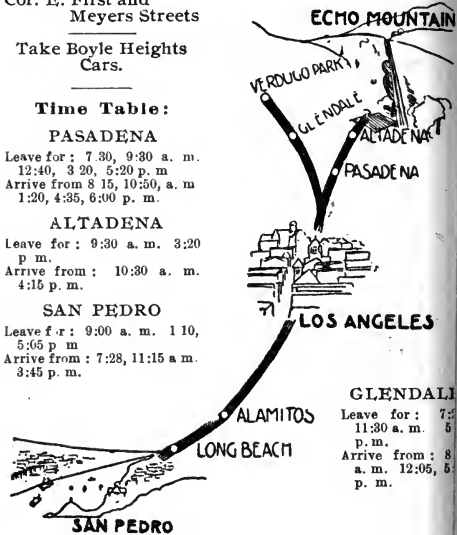 Cor. E. First and
Meyers Streets
Take Boyle Heights
Cars.
Time Table:
PASADENA
Leave for : 7.30, 9:30 a. m.
12:40, 3 20, 5:20 p. m
Arrive from 8 15, 10:50, a. m
1:20, 4:35, 6:00 p. m.
ALTADENA
Leave for : 9:30 a. m. 3:20
p m.
Arrive from : 10:30 a. m.
4:15 p. m.
SAN PEDRO
Leave f r : 9:00 a. m. 1 10,
5:05 p m
Arrive from : 7:28, 11:15 a m.
3:45 p. m.
ECHO MOUNTAIN
VERDUGO PARK
GLENDALE
ALTADENA
PASADENA
LOS ANGELES
ALAMITOS
LONG BEACH
SAN PEDRO
Leave for :
11:30 a. m. 5
p. m.
Arrive from : 8
a. m. 12:05,
p. m.